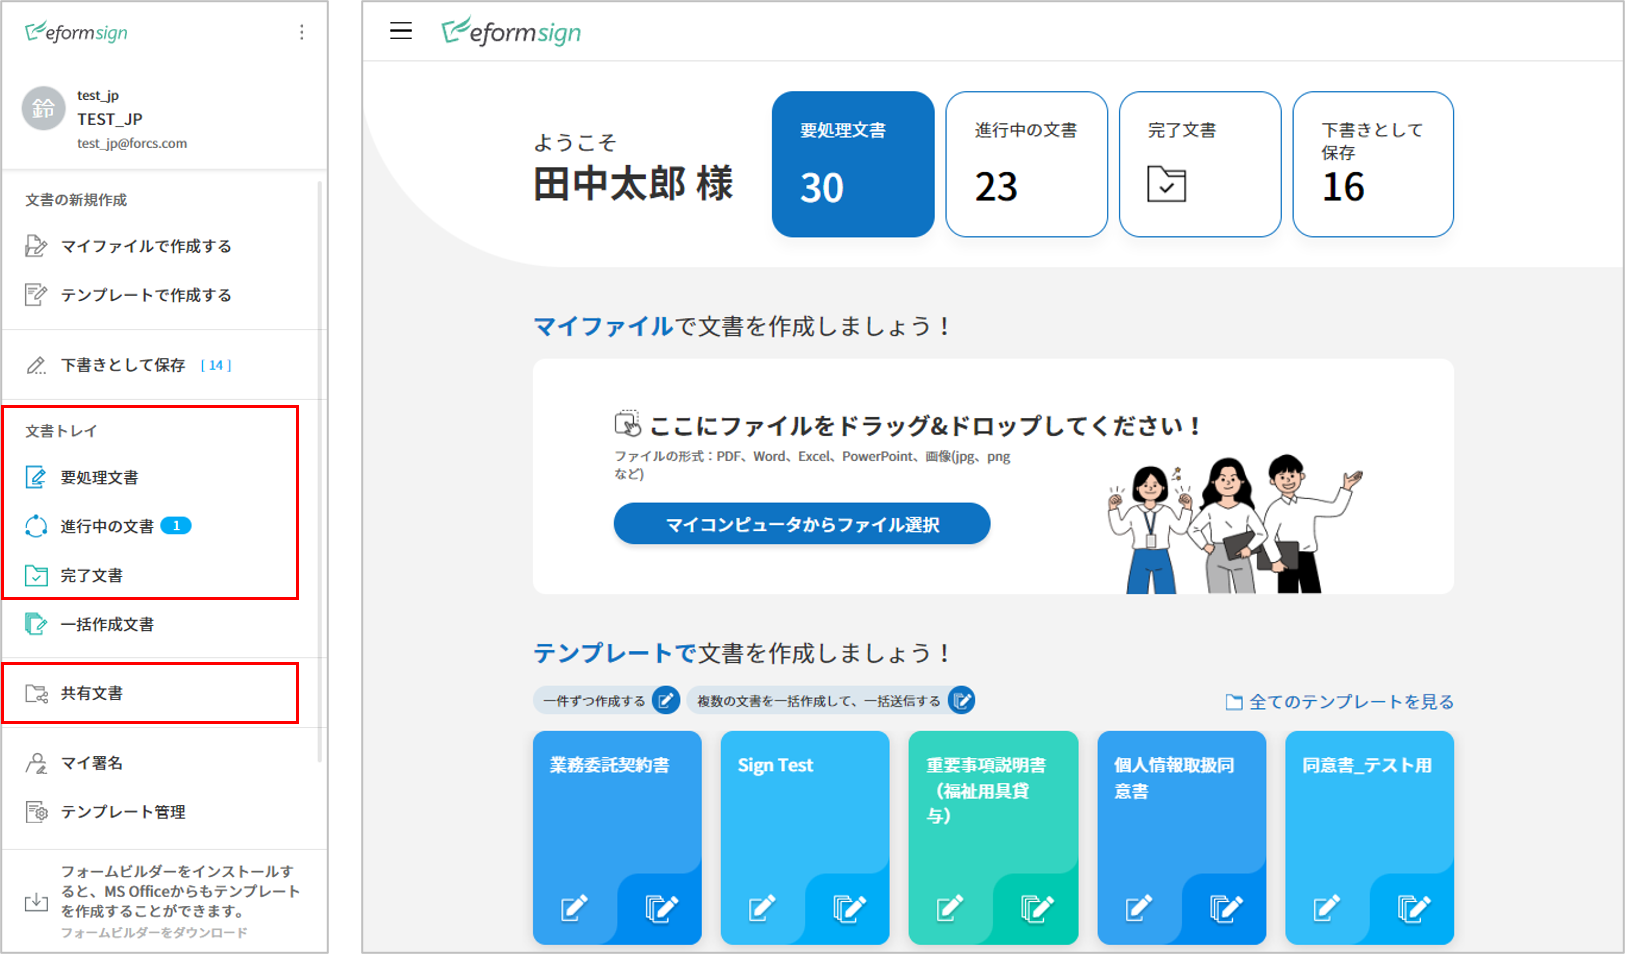 eformsign
鈴
test_jp
TEST_JP
test_jp@forcs.com
文書の新規作成
マイファイルで作成する
テンプレートで作成する
下書きとして保存 [ 14 ]
文書トレイ
要処理文書
進行中の文書 1
完了文書
一括作成文書
共有文書
マイ署名
テンプレート管理
フォームビルダーをインストールす
ると、MS Officeからもテンプレート
を作成することができます。
フォームビルダーをダウンロード
eformsign
ようこそ
田中太郎 様
要処理文書
30
進行中の文書
23
完了文書
下書きとして
保存
16
マイファイルで文書を作成しましょう！
ここにファイルをドラッグ&ドロップしてください！
ファイルの形式：PDF、Word、Excel、PowerPoint、画像(jpg、png
など)
マイコンピュータからファイル選択
テンプレートで文書を作成しましょう！
一件ずつ作成する
複数の文書を一括作成して、一括送信する
全てのテンプレートを見る
業務委託契約書
Sign Test
重要事項説明書
（福祉用具貸
与）
個人情報取扱同
意書
同意書_テスト用